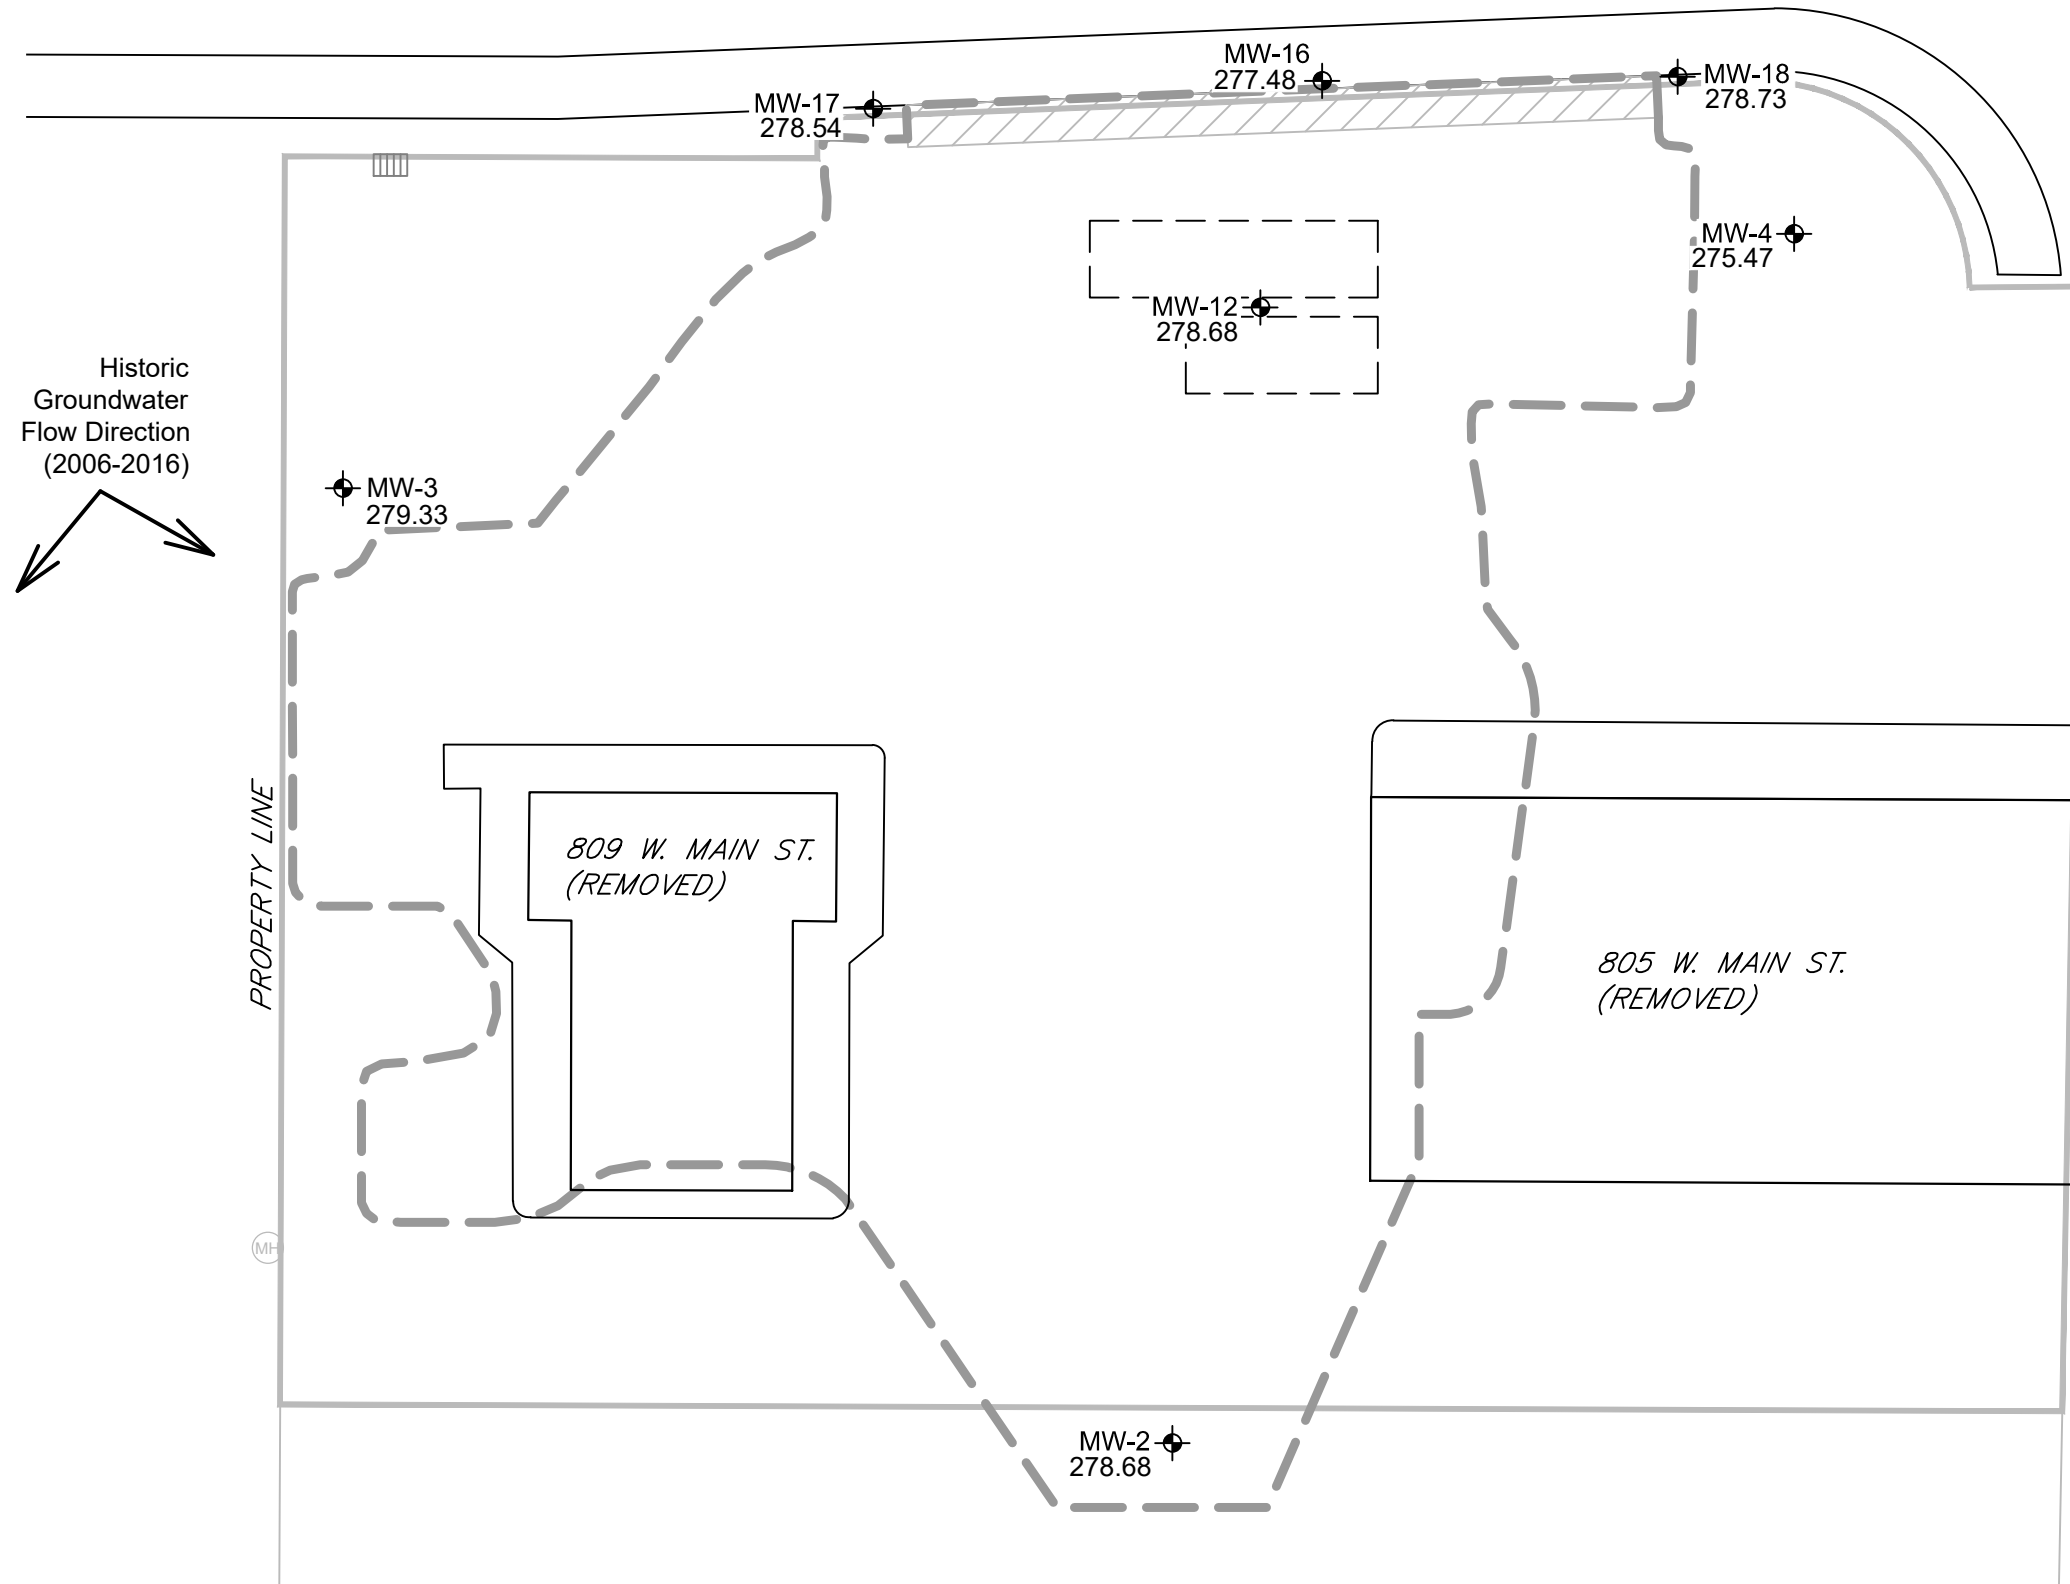 MW-16
277.48
MW-17
278.54
MW-18
278.73
MW-4
275.47
MW-12
278.68
Historic
Groundwater
Flow Direction
(2006-2016)
MW-3
279.33
PROPERTY LINE
809 W. MAIN ST.
(REMOVED)
805 W. MAIN ST.
(REMOVED)
MH
MW-2
278.68